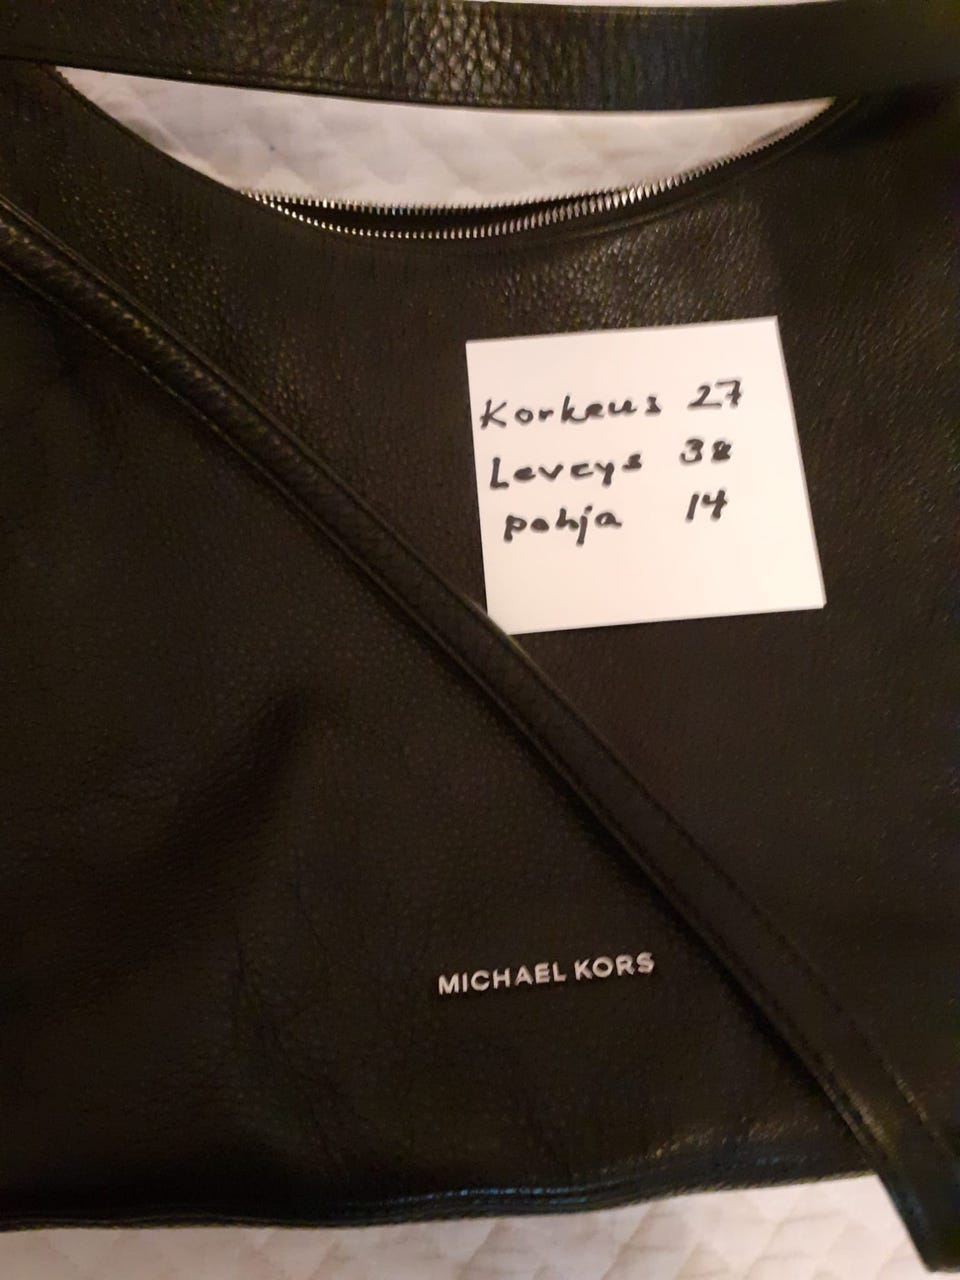 Korkeus 27
Leveys 38
pohja 14
MICHAEL KORS